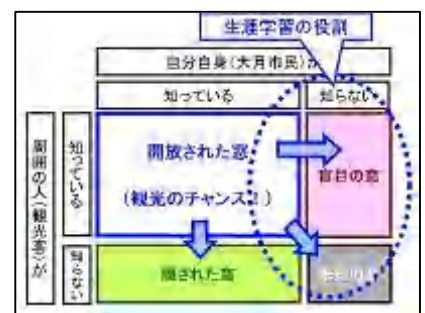 生涯学習の役割
自分自身(大月市民)が
知っている
知らない
周囲の人(観光客)が
知っている
開放された窓
(観光のチャンス!)
盲目の窓
知らない
隠された窓